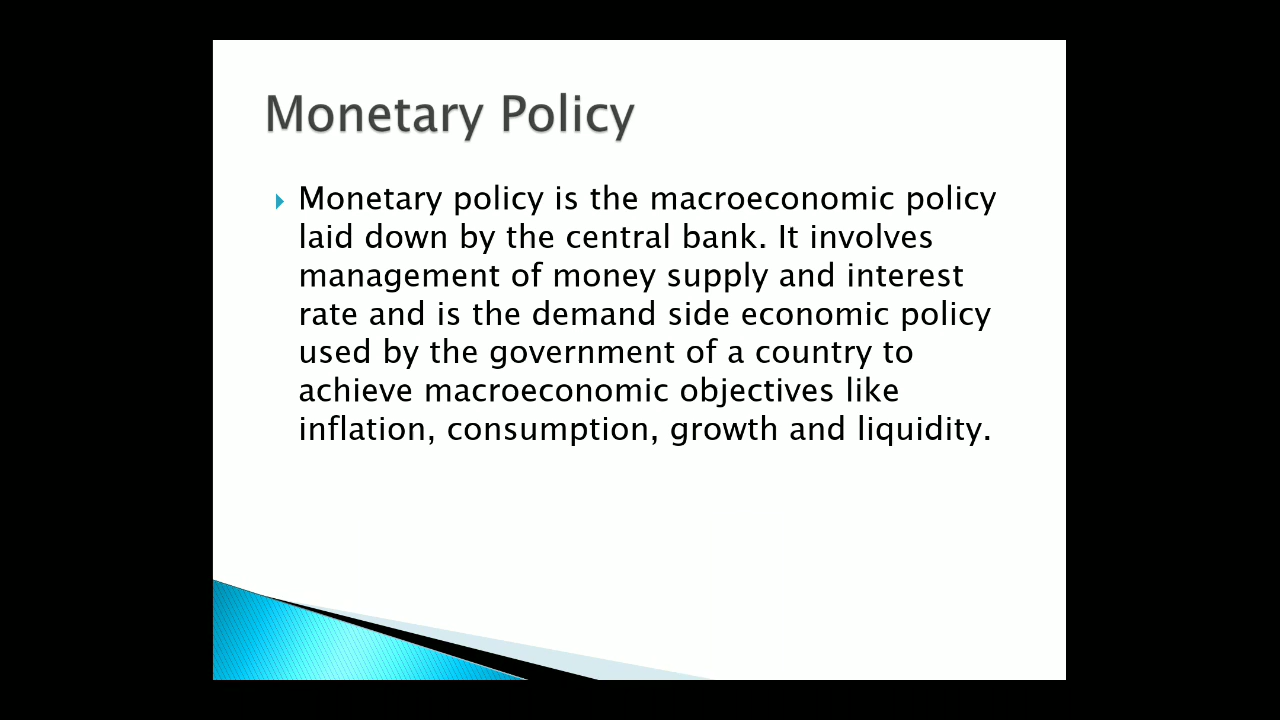 Monetary Policy
Monetary policy is the macroeconomic policy
laid down by the central bank. It involves
management of money supply and interest
rate and is the demand side economic policy
used by the government of a country to
achieve macroeconomic objectives like
inflation, consumption, growth and liquidity.